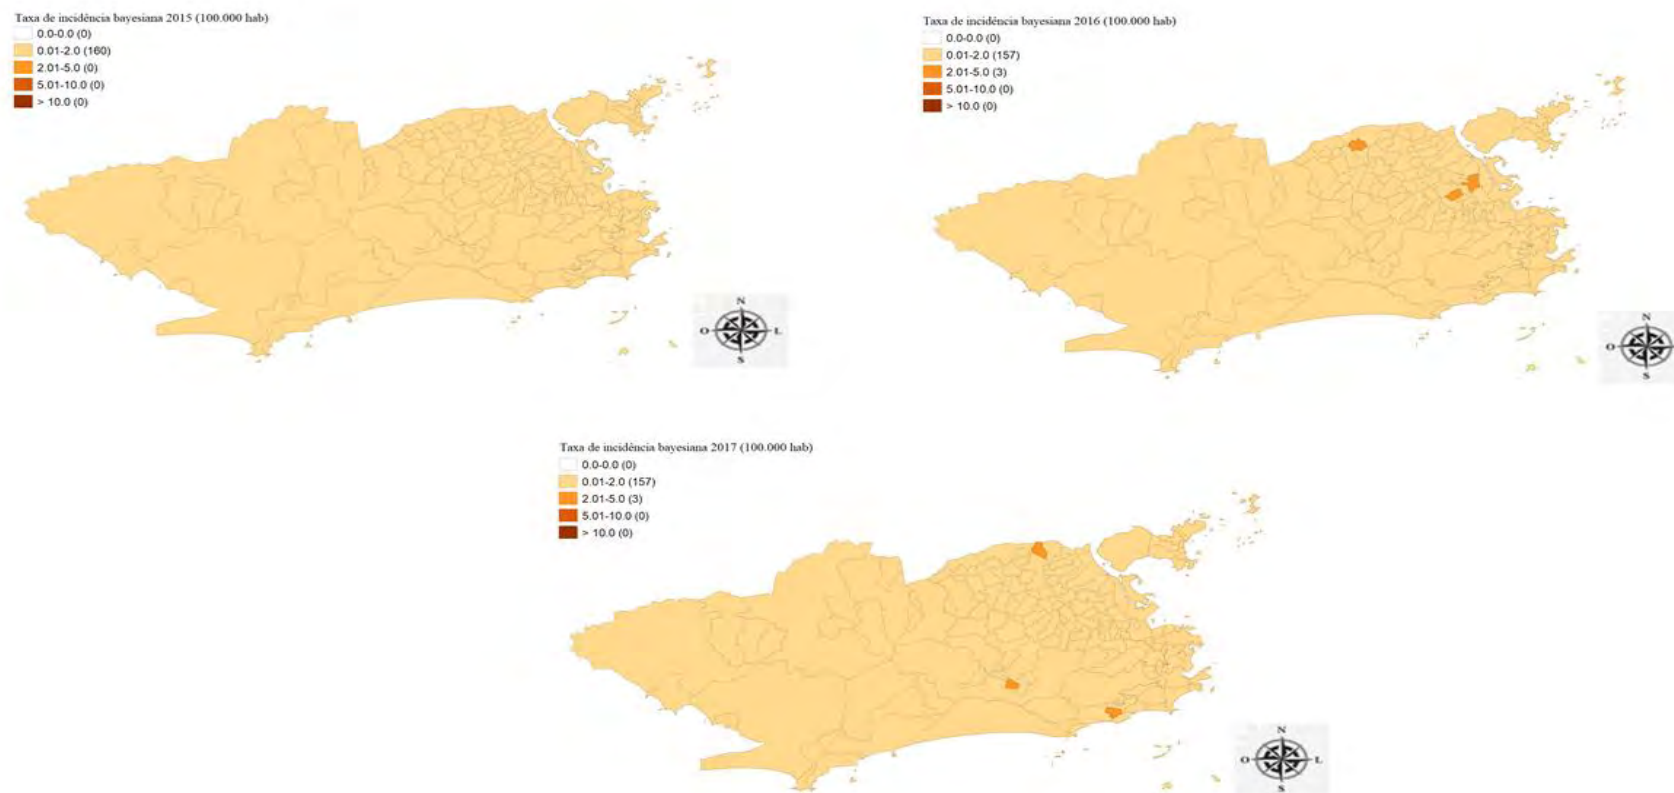 Taxa de incidência bayesiana 2015 (100.000 hab)
0.0-0.0 (0)
0.01-2.0 (160)
2.01-5.0 (0)
5.01-10.0 (0)
> 10.0 (0)
N
O L
S
Taxa de incidência bayesiana 2016 (100.000 hab)
0.0-0.0 (0)
0.01-2.0 (157)
2.01-5.0 (3)
5.01-10.0 (0)
> 10.0 (0)
N
O
S
Taxa de incidência bayesiana 2017 (100.000 hab)
0.0-0.0 (0)
0.01-2.0 (157)
2.01-5.0 (3)
5.01-10.0 (0)
> 10.0 (0)
N
O L
S